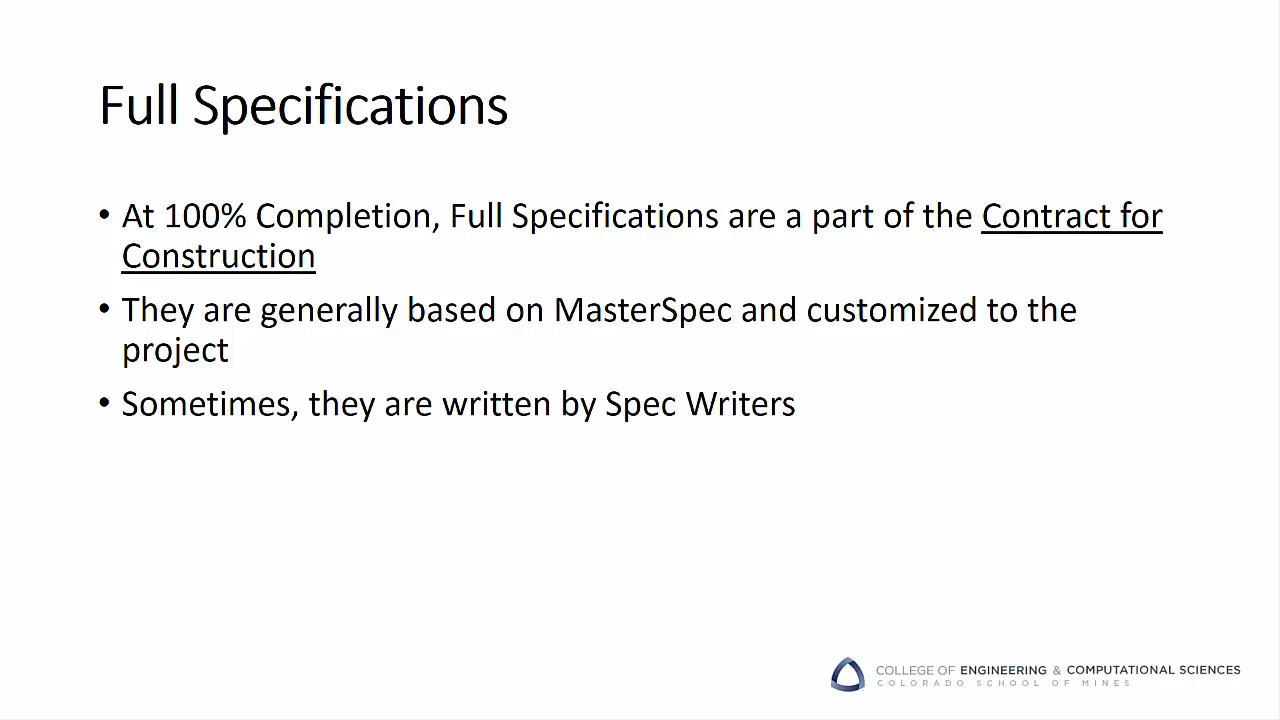 Full Specifications
• At 100% Completion, Full Specifications are a part of the Contract for
Construction
• They are generally based on MasterSpec and customized to the
project
• Sometimes, they are written by Spec Writers
COLLEGE OF ENGINEERING & COMPUTATIONAL SCIENCES
COLORADO SCHOOL OF MINES